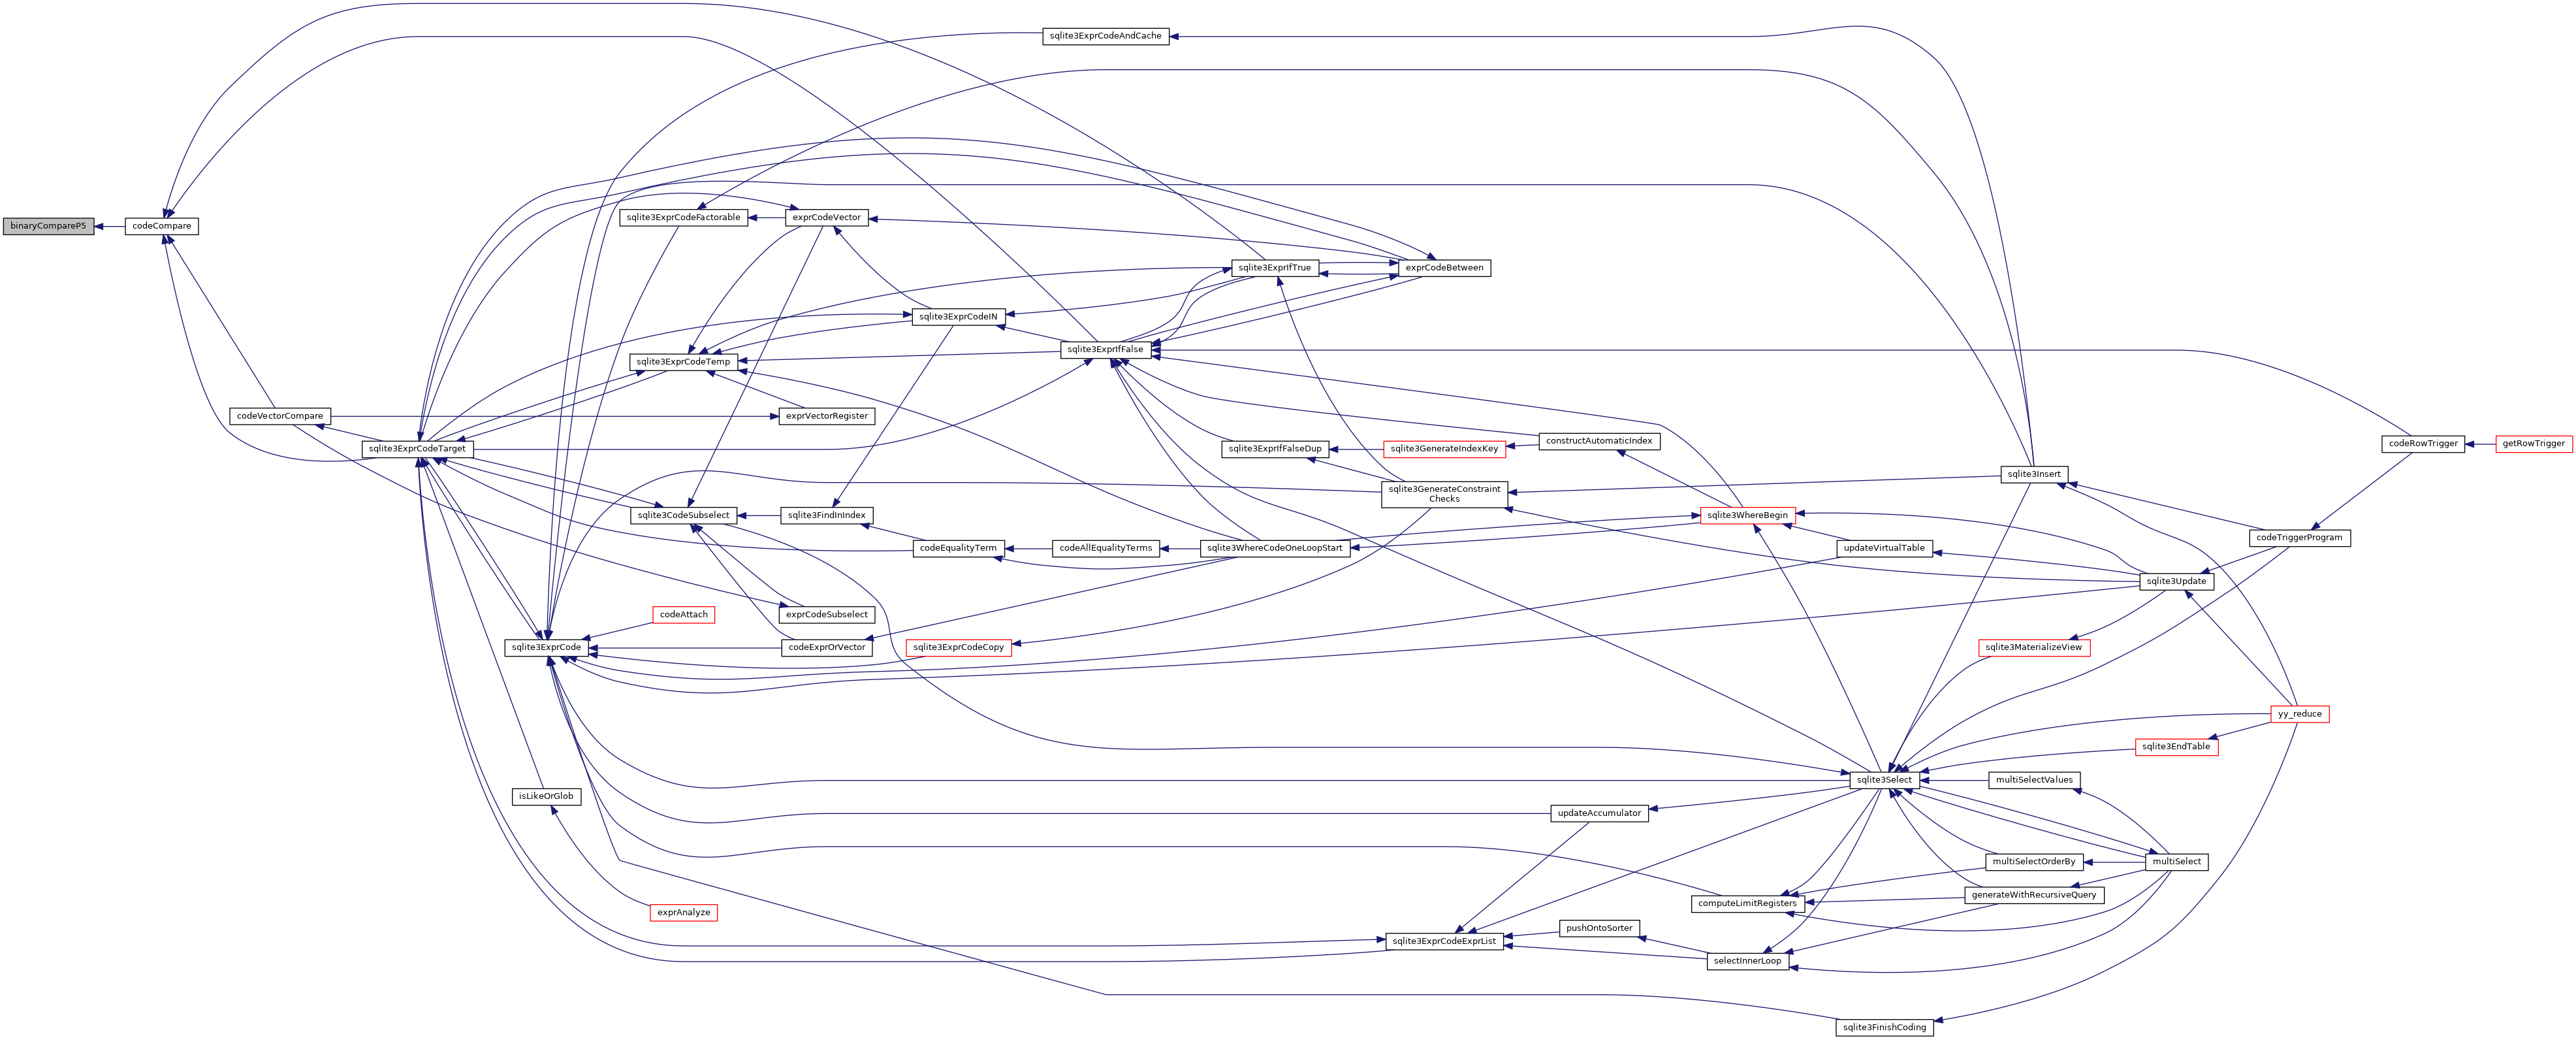 sqlite3ExprCodeAndCache
binaryCompareP5
codeCompare
sqlite3ExprCodeFactorable
exprCodeVector
sqlite3ExprIfTrue
exprCodeBetween
sqlite3ExprCodeIN
sqlite3ExprCodeTemp
sqlite3ExprIfFalse
codeVectorCompare
exprVectorRegister
sqlite3ExprCodeTarget
sqlite3ExprIfFalseDup
sqlite3GenerateIndexKey
constructAutomaticIndex
codeRowTrigger
getRowTrigger
sqlite3Insert
sqlite3GenerateConstraint
Checks
sqlite3CodeSubselect
sqlite3FindInIndex
sqlite3WhereBegin
codeEqualityTerm
codeAllEqualityTerms
sqlite3WhereCodeOneLoopStart
updateVirtualTable
codeTriggerProgram
sqlite3Update
codeAttach
exprCodeSubselect
sqlite3ExprCode
codeExprOrVector
sqlite3ExprCodeCopy
sqlite3MaterializeView
yy_reduce
sqlite3EndTable
sqlite3Select
multiSelectValues
isLikeOrGlob
updateAccumulator
multiSelectOrderBy
multiSelect
generateWithRecursiveQuery
computeLimitRegisters
exprAnalyze
pushOntoSorter
sqlite3ExprCodeExprList
selectInnerLoop
sqlite3FinishCoding